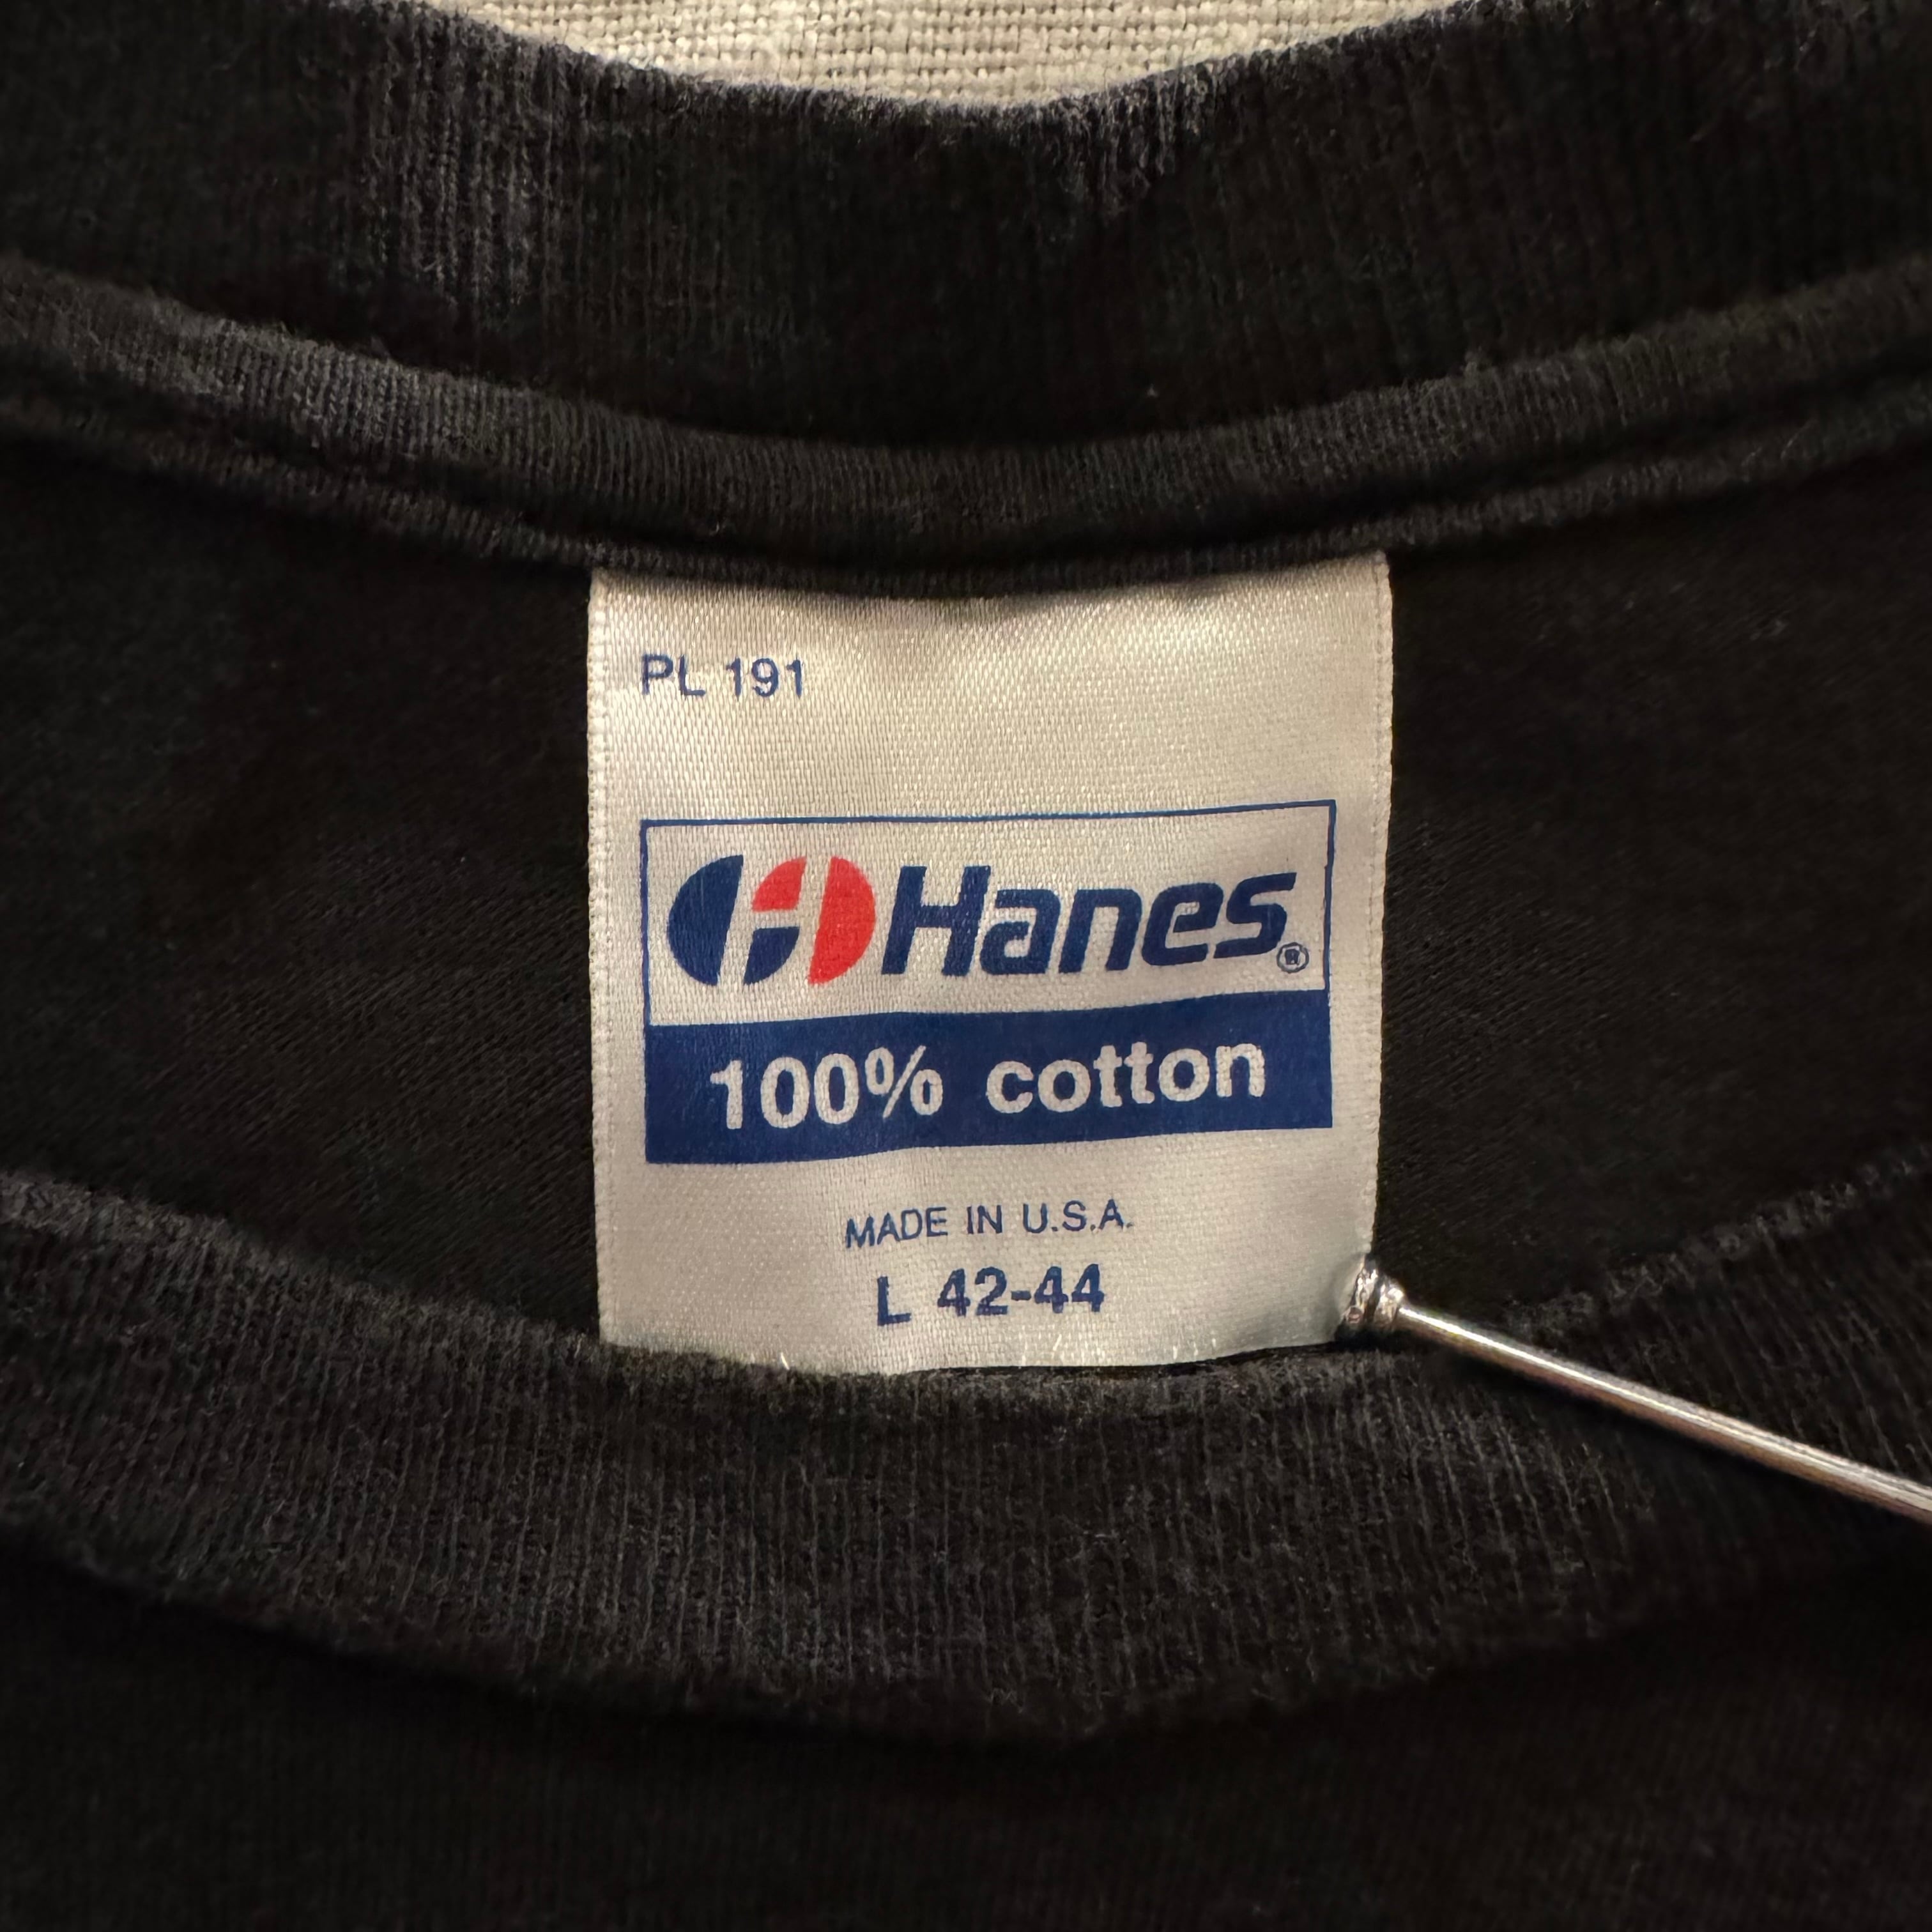 PL 191
Hanes®
100% cotton
MADE IN U.S.A.
L 42-44